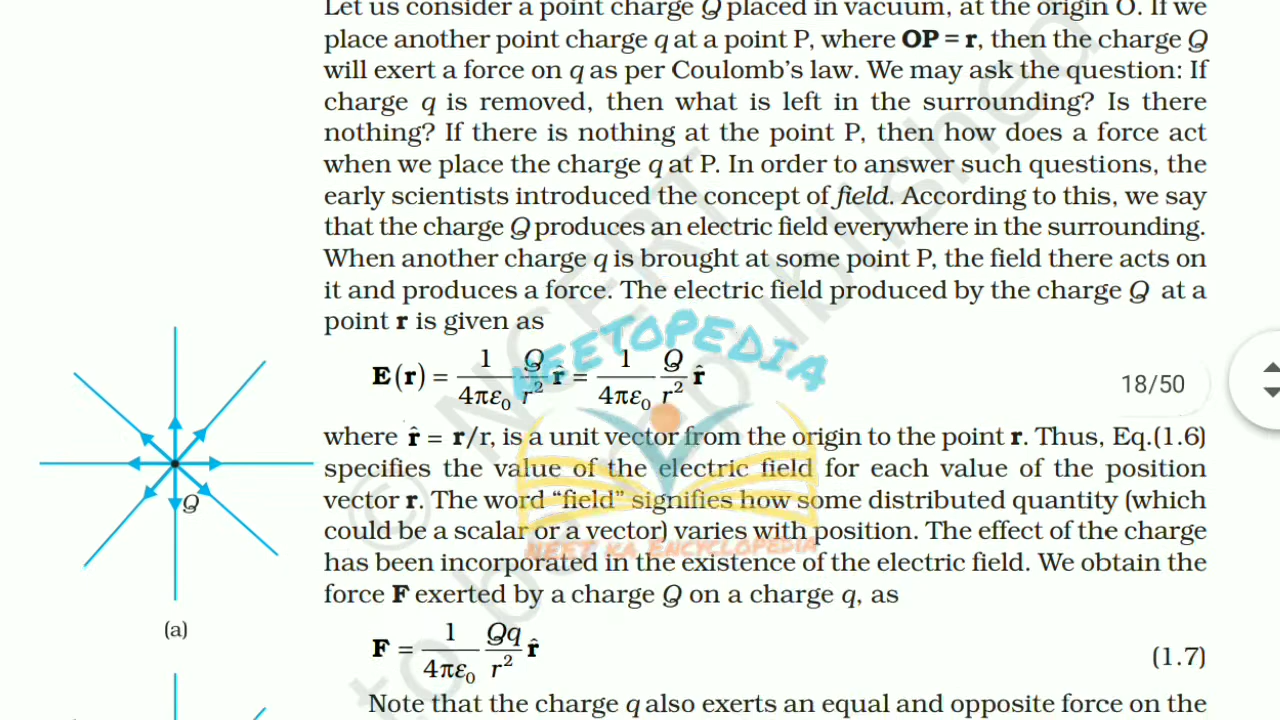 Let us consider a point charge Q placed in vacuum, at the origin O. If we
place another point charge q at a point P, where OP = r, then the charge Q
will exert a force on q as per Coulomb’s law. We may ask the question: If
charge q is removed, then what is left in the surrounding? Is there
nothing? If there is nothing at the point P, then how does a force act
when we place the charge q at P. In order to answer such questions, the
early scientists introduced the concept of field. According to this, we say
that the charge Q produces an electric field everywhere in the surrounding.
When another charge q is brought at some point P, the field there acts on
it and produces a force. The electric field produced by the charge Q at a
point r is given as
NEETOPEDIA
E(r) = 1/4πε₀ Q/r² r̂ = 1/4πε₀ Q/r² r̂
18/50
where r̂ = r/r, is a unit vector from the origin to the point r. Thus, Eq.(1.6)
specifies the value of the electric field for each value of the position
vector r. The word “field” signifies how some distributed quantity (which
could be a scalar or a vector) varies with position. The effect of the charge
NEET KA ENCYCLOPEDIA
has been incorporated in the existence of the electric field. We obtain the
force F exerted by a charge Q on a charge q, as
Q
(a)
F = 1/4πε₀ Qq/r² r̂ (1.7)
Note that the charge q also exerts an equal and opposite force on the
© NCERT
to be republished